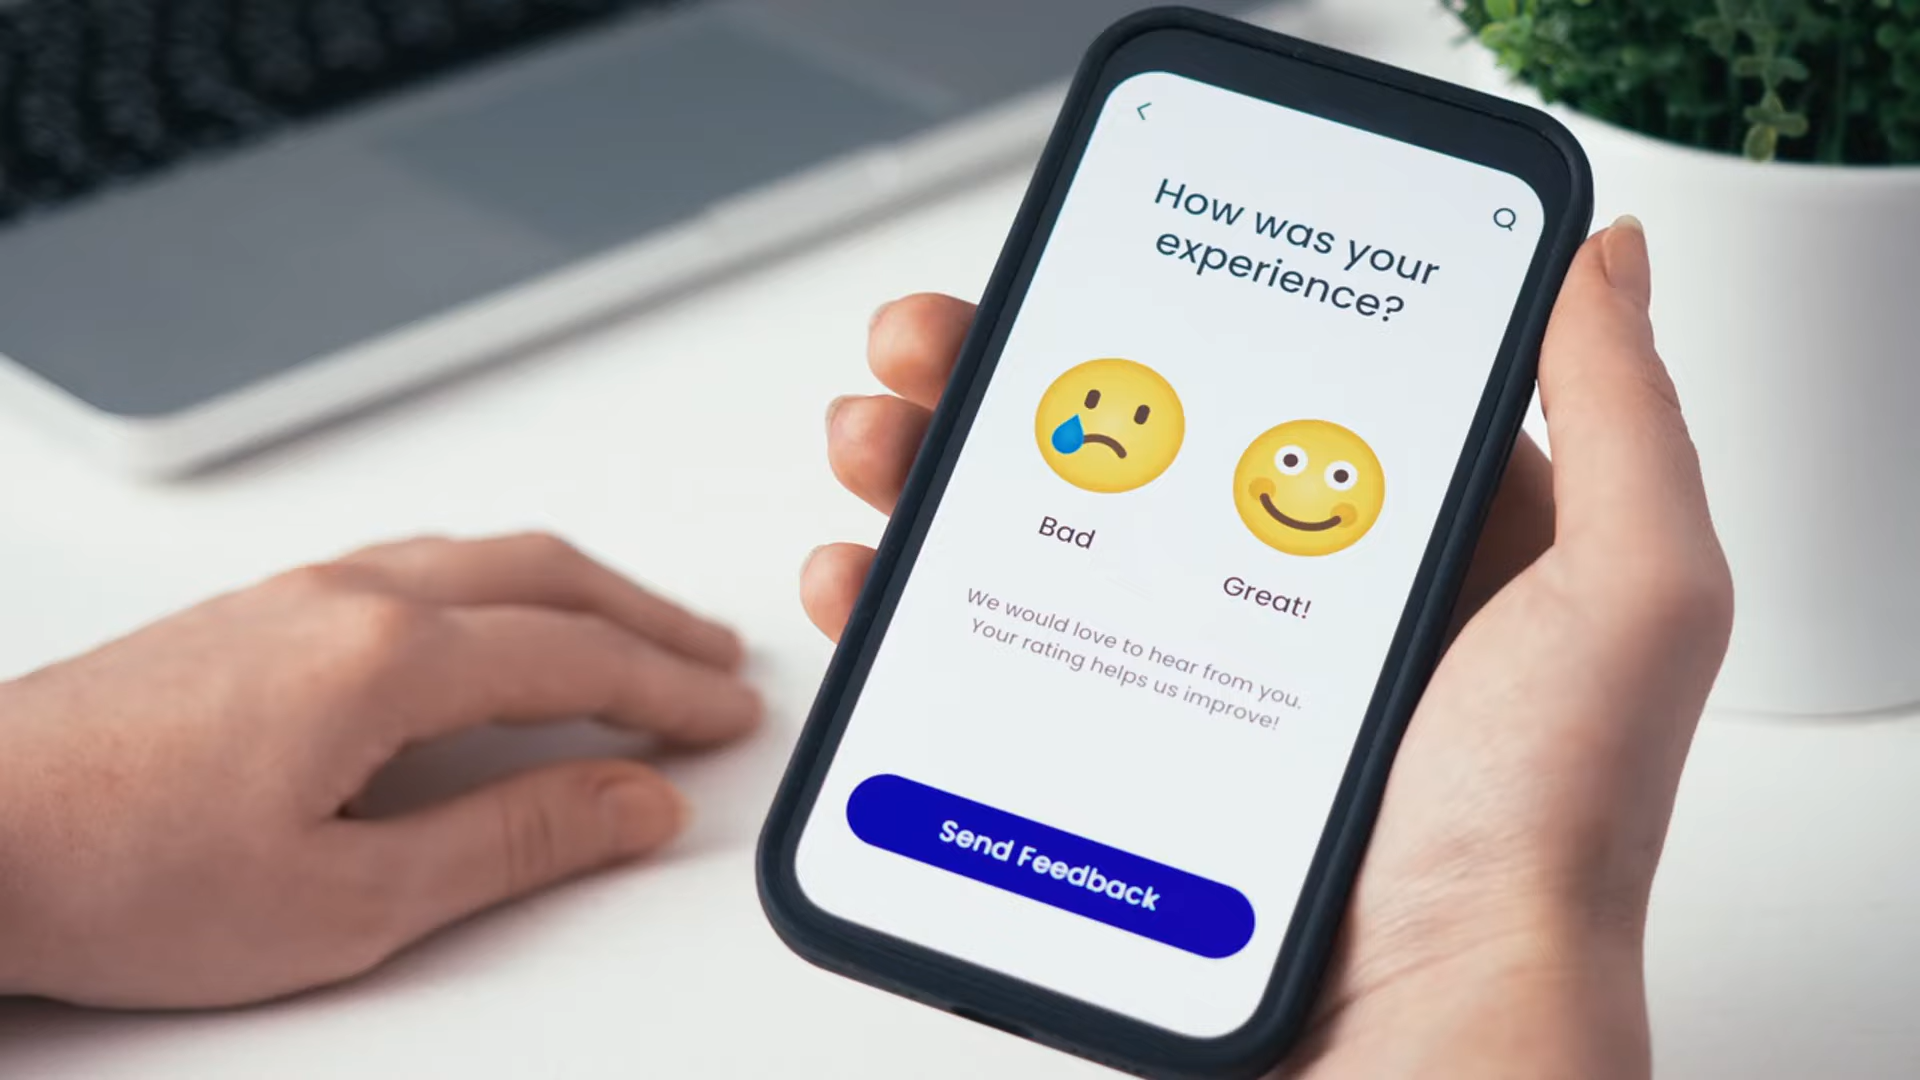 How was your
experience?
Bad
Great!
We would love to hear from you.
Your rating helps us improve!
Send Feedback